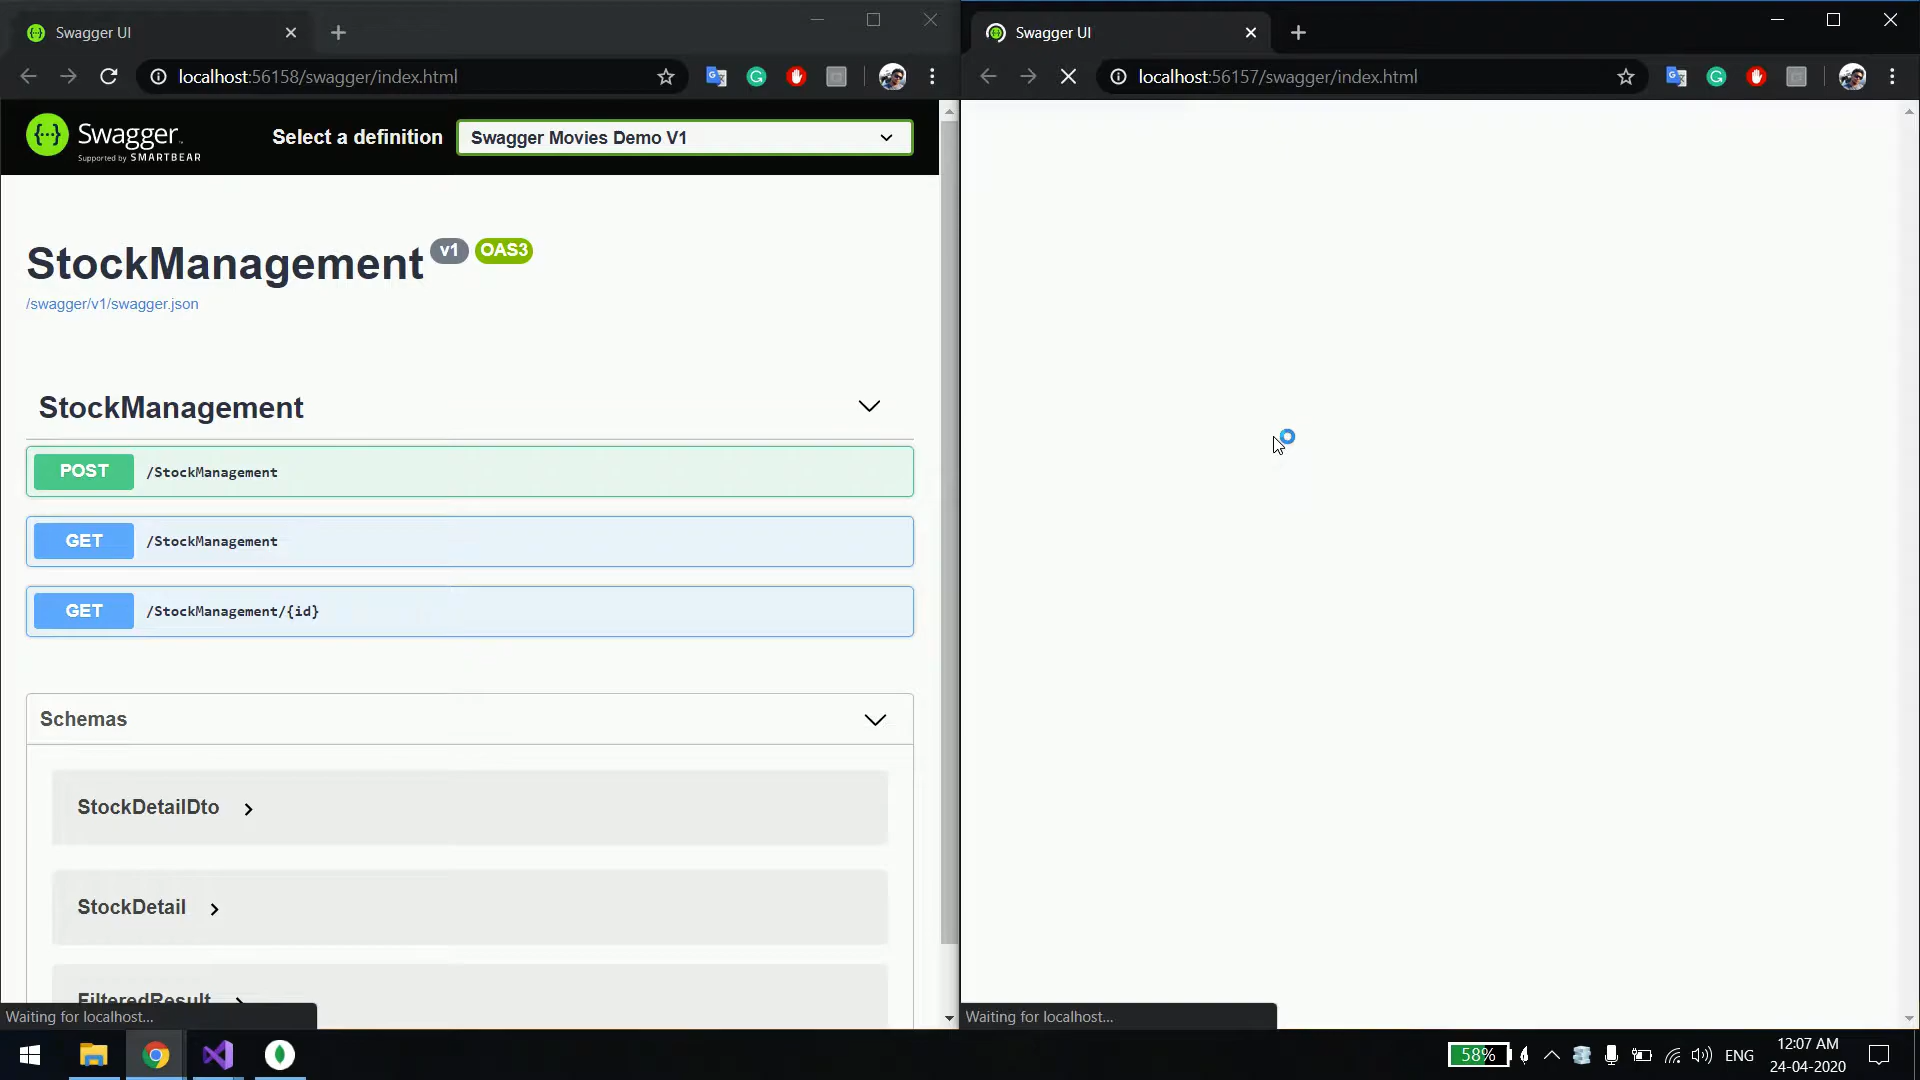 Swagger UI
localhost:56158/swagger/index.html
Swagger
Supported by SMARTBEAR
Select a definition
Swagger Movies Demo V1
StockManagement v1 OAS3
/swagger/v1/swagger.json
StockManagement
POST /StockManagement
GET /StockManagement
GET /StockManagement/{id}
Schemas
StockDetailDto
StockDetail
FilteredResult
Waiting for localhost...
Swagger UI
localhost:56157/swagger/index.html
Waiting for localhost...
58%
ENG
12:07 AM
24-04-2020